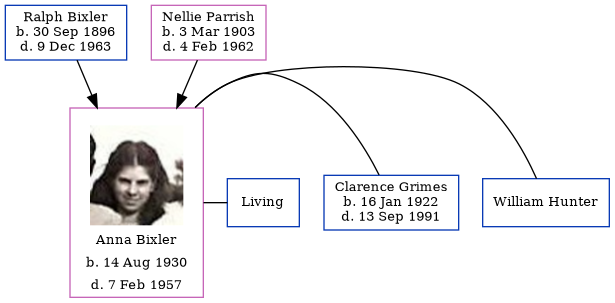 Ralph Bixler
b. 30 Sep 1896
d. 9 Dec 1963
Nellie Parrish
b. 3 Mar 1903
d. 4 Feb 1962
Anna Bixler
b. 14 Aug 1930
d. 7 Feb 1957
Living
Clarence Grimes
b. 16 Jan 1922
d. 13 Sep 1991
William Hunter